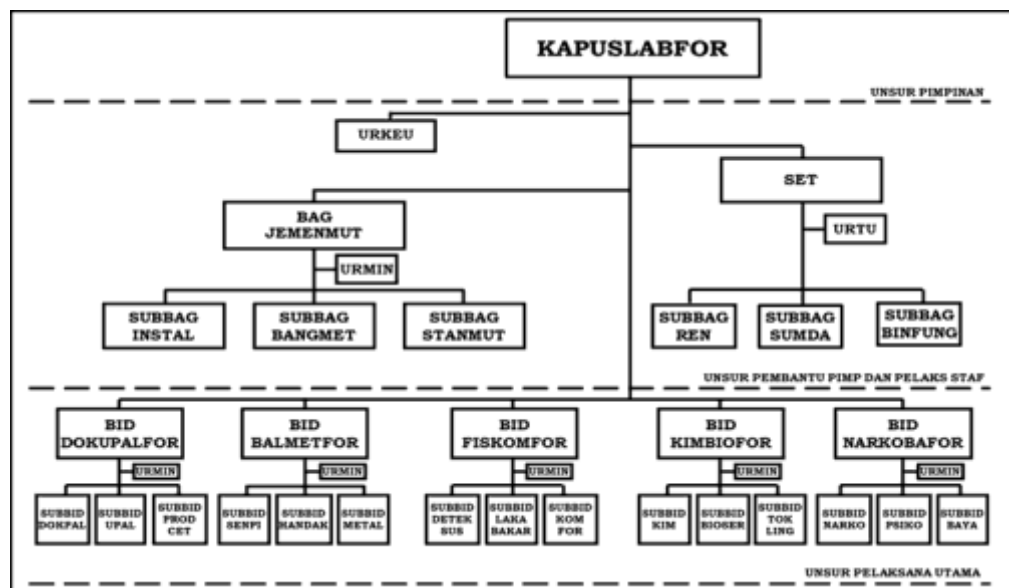 KAPUSLABFOR
UNSUR PIMPINAN
URKEU
SET
BAG
JEMENMUT
URTU
URMIN
SUBBAG
INSTAL
SUBBAG
BANGMET
SUBBAG
STANMUT
SUBBAG
REN
SUBBAG
SUMDA
SUBBAG
BINFUNG
UNSUR PEMBANTU PIMP DAN PELAKS STAF
BID
DOKUPALFOR
BID
BALMETFOR
BID
FISKOMFOR
BID
KIMBIOFOR
BID
NARKOBAFOR
URMIN
URMIN
URMIN
URMIN
URMIN
SUBBID
DOKPAL
SUBBID
UPAL
SUBBID
PROD
CET
SUBBID
SENPI
SUBBID
HANDAK
SUBBID
METAL
SUBBID
DETEK
SUS
SUBBID
LAKA
BAKAR
SUBBID
KOM
FOR
SUBBID
KIM
SUBBID
BIOSER
SUBBID
TOK
LING
SUBBID
NARKO
SUBBID
PSIKO
SUBBID
BAYA
UNSUR PELAKSANA UTAMA